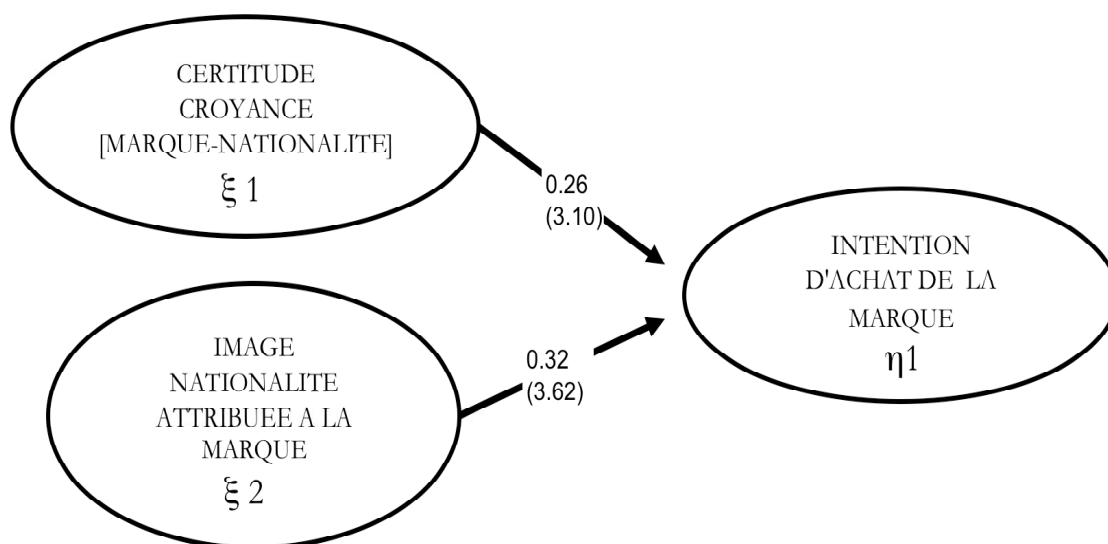 CERTITUDE
CROYANCE
[MARQUE-NATIONALITE]
ξ 1
0.26
(3.10)
INTENTION
D'ACHAT DE LA
MARQUE
η1
IMAGE
NATIONALITE
ATTRIBUEE A LA
MARQUE
ξ 2
0.32
(3.62)